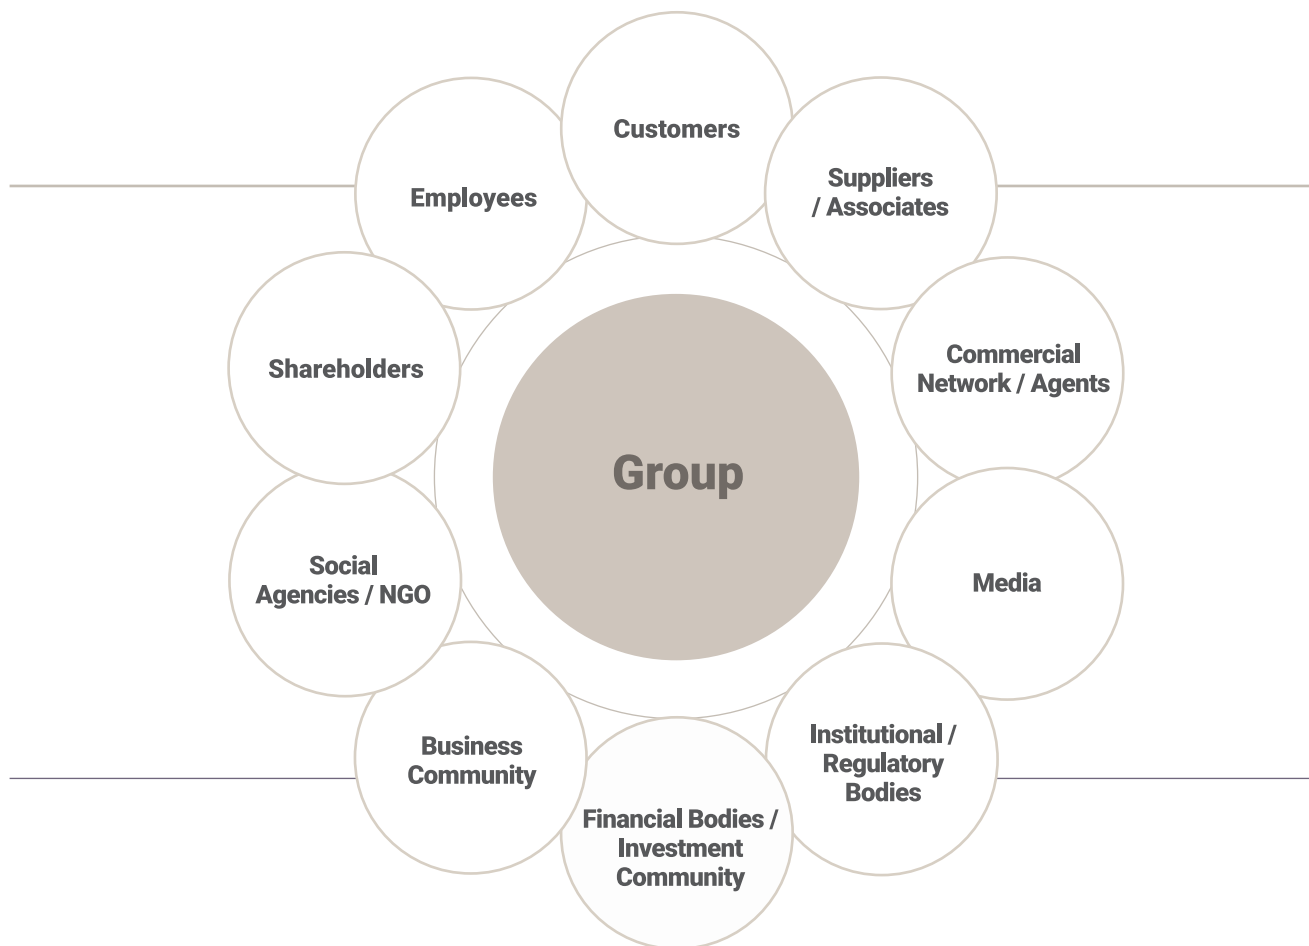 Customers
Employees
Suppliers
/ Associates
Shareholders
Commercial
Network / Agents
Group
Social
Agencies / NGO
Media
Business
Community
Institutional /
Regulatory
Bodies
Financial Bodies /
Investment
Community